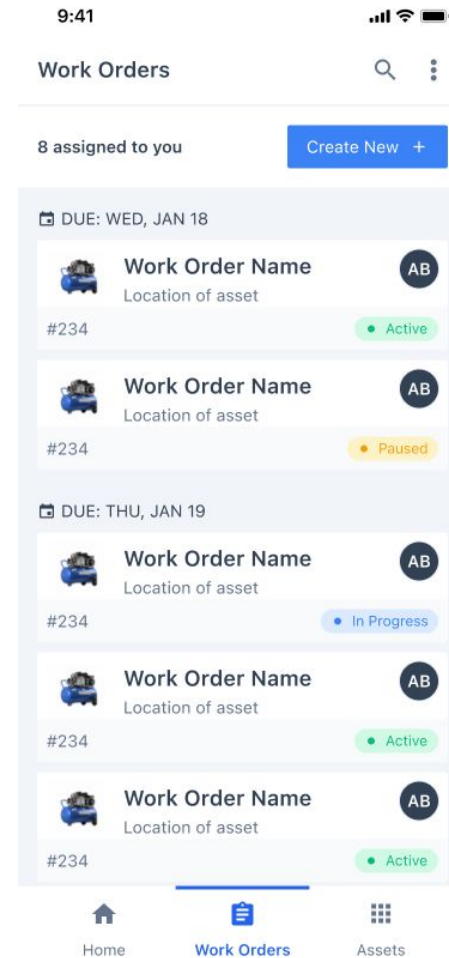 9:41
Work Orders
8 assigned to you
Create New +
DUE: WED, JAN 18
Work Order Name
AB
Location of asset
#234
Active
Work Order Name
AB
Location of asset
#234
Paused
DUE: THU, JAN 19
Work Order Name
AB
Location of asset
#234
In Progress
Work Order Name
AB
Location of asset
#234
Active
Work Order Name
AB
Location of asset
#234
Active
Home
Work Orders
Assets